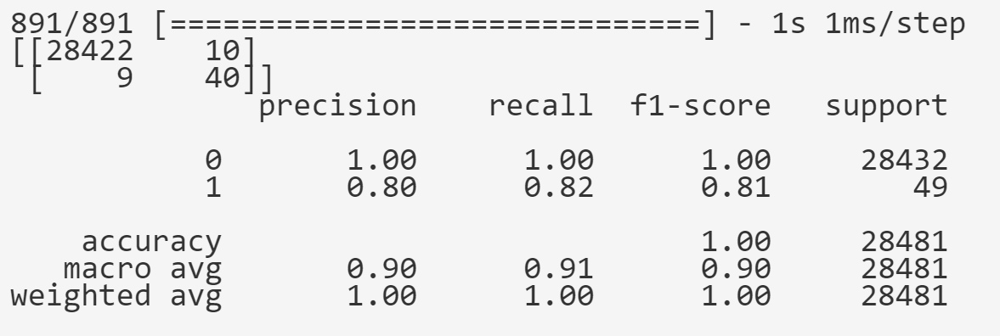 891/891 [==============================] - 1s 1ms/step
[[28422    10]
 [    9    40]]
              precision    recall  f1-score   support

           0       1.00      1.00      1.00     28432
           1       0.80      0.82      0.81        49

    accuracy                           1.00     28481
   macro avg       0.90      0.91      0.90     28481
weighted avg       1.00      1.00      1.00     28481